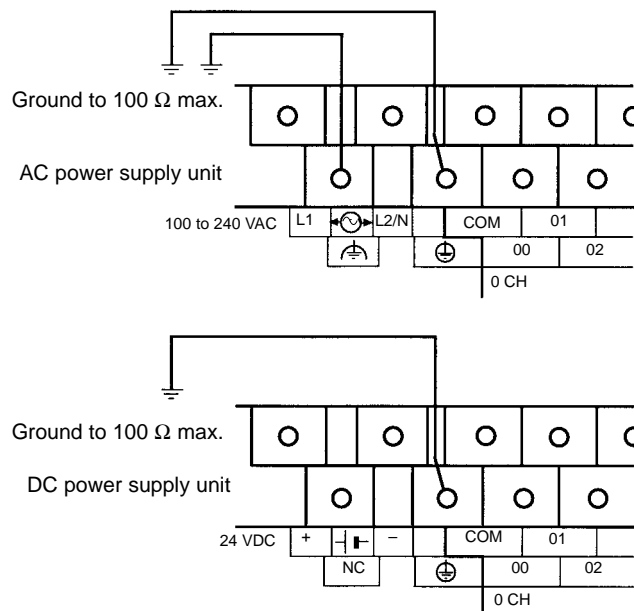 Ground to 100 Ω max.
AC power supply unit
100 to 240 VAC L1 L2/N COM 01
00 02
0 CH
Ground to 100 Ω max.
DC power supply unit
24 VDC + – COM 01
NC 00 02
0 CH